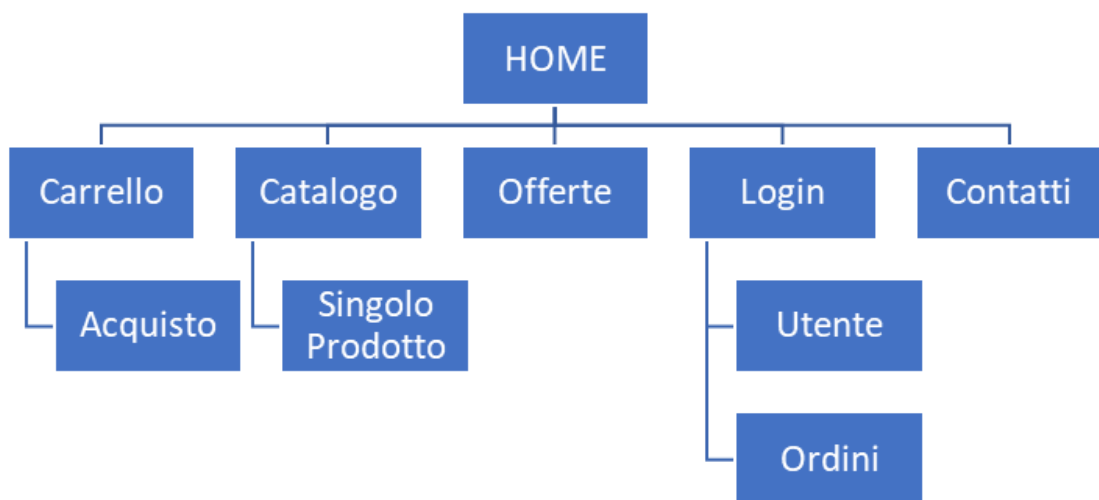 HOME
Carrello
Catalogo
Offerte
Login
Contatti
Acquisto
Singolo
Prodotto
Utente
Ordini